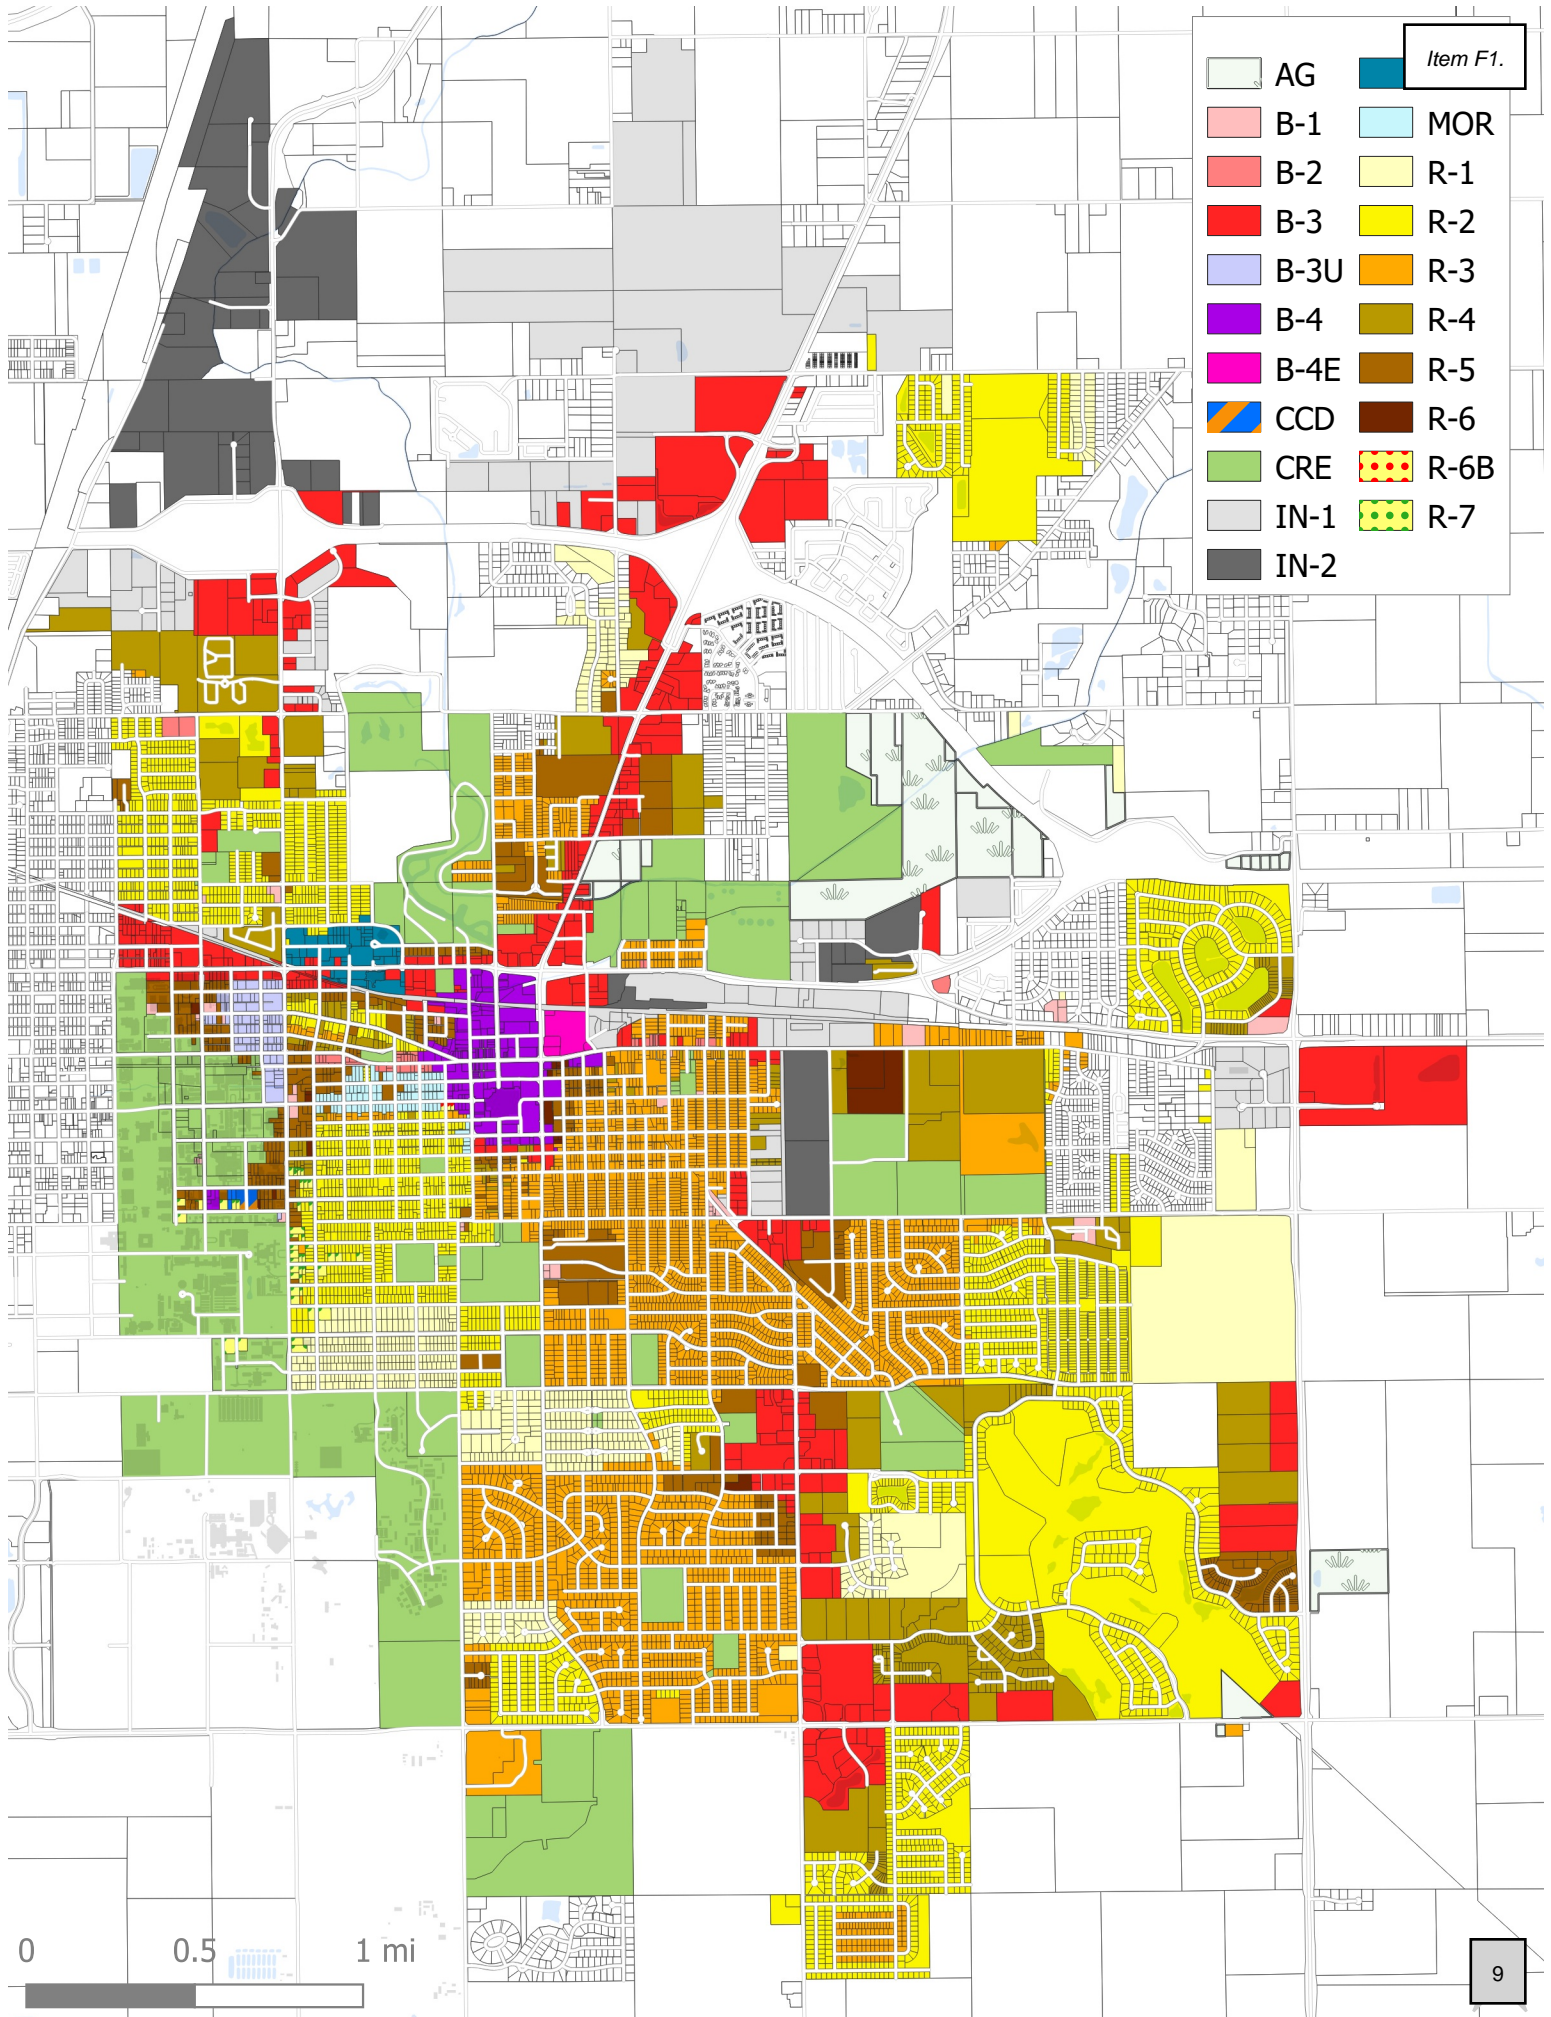 Item F1.
AG
B-1 MOR
B-2 R-1
B-3 R-2
B-3U R-3
B-4 R-4
B-4E R-5
CCD R-6
CRE R-6B
IN-1 R-7
IN-2
0 0.5 1 mi
9